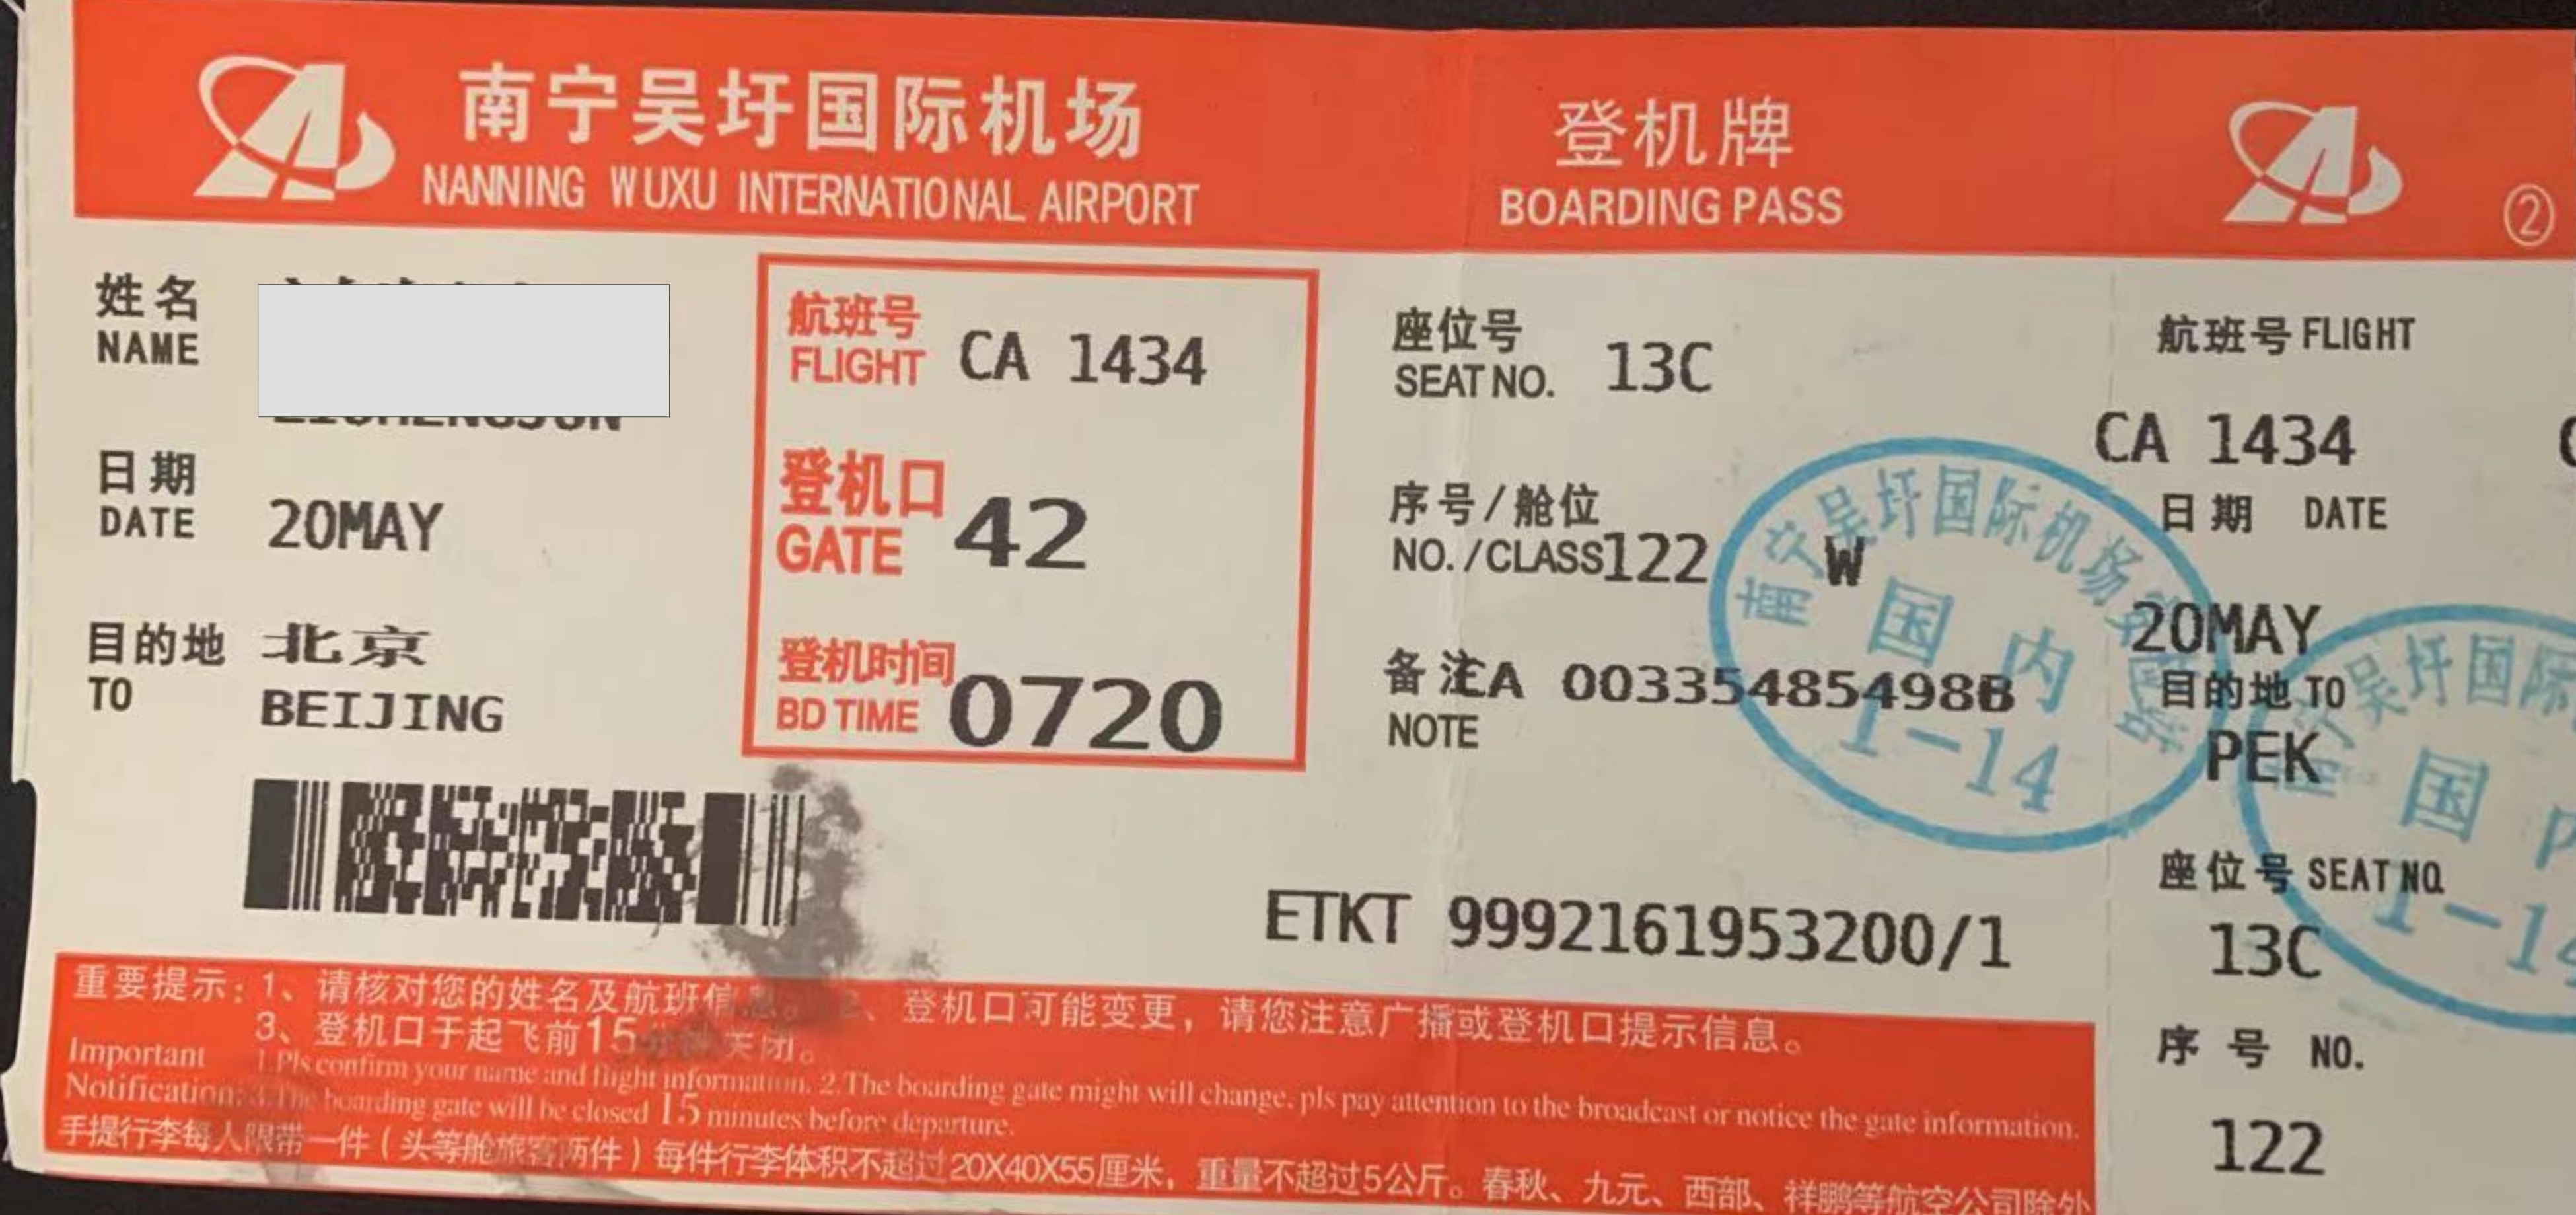 南宁吴圩国际机场
NANNING WUXU INTERNATIONAL AIRPORT
登机牌
BOARDING PASS
②
姓名
NAME
日期
DATE
20MAY
目的地
TO
北京
BEIJING
航班号
FLIGHT
CA 1434
登机口
GATE
42
登机时间
BD TIME
0720
座位号
SEAT NO.
13C
序号/舱位
NO./CLASS
122 W
备注
NOTE
CA 003354854988
南宁吴圩国际机场
国内
1-14
ETKT 9992161953200/1
航班号 FLIGHT
CA 1434
日期 DATE
20MAY
目的地 TO
PEK
座位号 SEAT NO.
13C
序号 NO.
122
吴圩国际
国
重要提示：1、请核对您的姓名及航班信 、登机口可能变更，请您注意广播或登机口提示信息。
3、登机口于起飞前15 关闭。
Important 1.Pls confirm your name and flight information. 2.The boarding gate might will change, pls pay attention to the broadcast or notice the gate information.
Notification: 3.The boarding gate will be closed 15 minutes before departure.
手提行李每人限带一件（头等舱旅客两件）每件行李体积不超过20X40X55厘米，重量不超过5公斤。春秋、九元、西部、祥鹏等航空公司除外